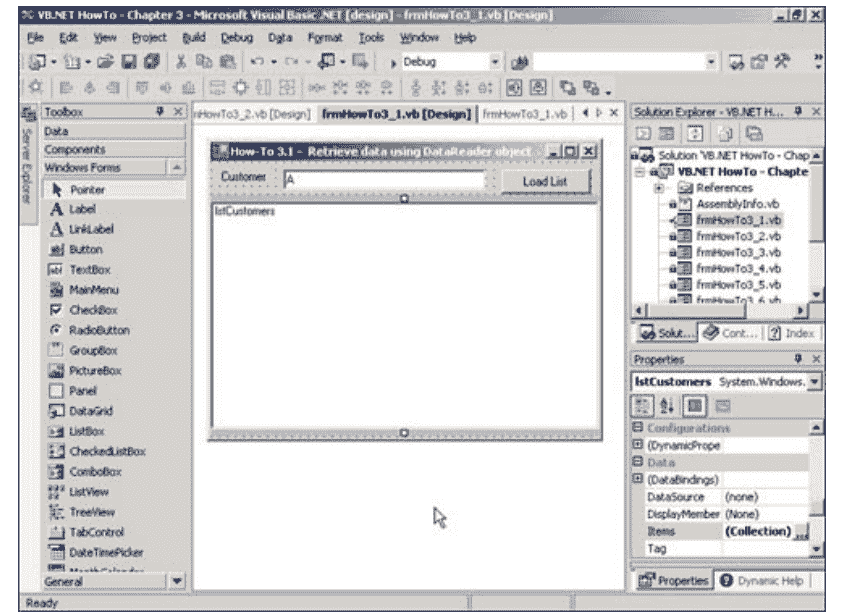 VB.NET HowTo - Chapter 3 - Microsoft Visual Basic .NET [design] - frmHowTo3_1.vb [Design]
File Edit View Project Build Debug Data Format Tools Window Help
Debug
Server Explorer
Toolbox
Data
Components
Windows Forms
Pointer
Label
LinkLabel
Button
TextBox
MainMenu
CheckBox
RadioButton
GroupBox
PictureBox
Panel
DataGrid
ListBox
CheckedListBox
ComboBox
ListView
TreeView
TabControl
DateTimePicker
General
HowTo3_2.vb [Design] frmHowTo3_1.vb [Design] frmHowTo3_1.vb
How-To 3.1 - Retrieve data using DataReader object
Customer A Load List
lstCustomers
Solution Explorer - VB.NET H...
Solution 'VB.NET HowTo - Chap
VB.NET HowTo - Chapte
References
AssemblyInfo.vb
frmHowTo3_1.vb
frmHowTo3_2.vb
frmHowTo3_3.vb
frmHowTo3_4.vb
frmHowTo3_5.vb
frmHowTo3_6.vb
Solut... Cont... Index
Properties
lstCustomers System.Windows.
Configurations
(DynamicPrope
Data
(DataBindings)
DataSource (none)
DisplayMember (None)
Items (Collection) ...
Tag
Properties Dynamic Help
Ready